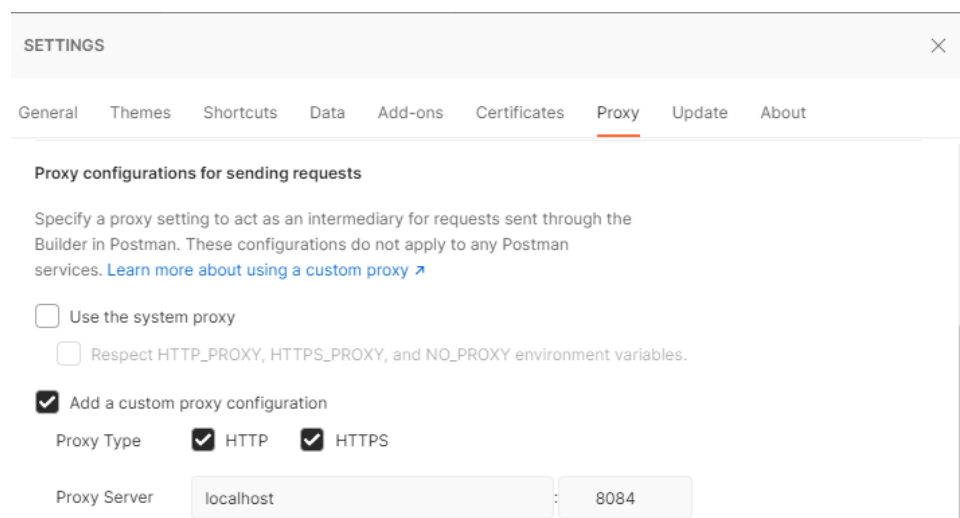 SETTINGS
General Themes Shortcuts Data Add-ons Certificates Proxy Update About
Proxy configurations for sending requests
Specify a proxy setting to act as an intermediary for requests sent through the
Builder in Postman. These configurations do not apply to any Postman
services. Learn more about using a custom proxy ↗
Use the system proxy
Respect HTTP_PROXY, HTTPS_PROXY, and NO_PROXY environment variables.
Add a custom proxy configuration
Proxy Type HTTP HTTPS
Proxy Server localhost : 8084